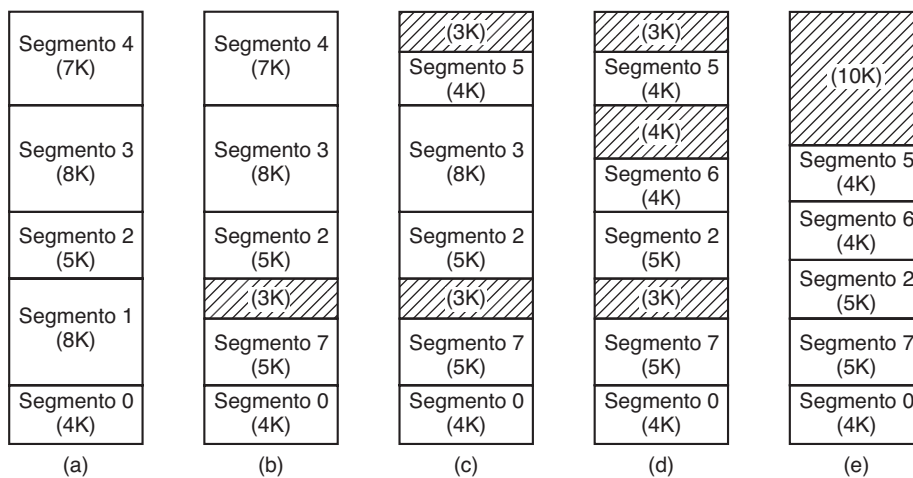 Segmento 4
(7K)
Segmento 3
(8K)
Segmento 2
(5K)
Segmento 1
(8K)
Segmento 0
(4K)
(a)
Segmento 4
(7K)
Segmento 3
(8K)
Segmento 2
(5K)
(3K)
Segmento 7
(5K)
Segmento 0
(4K)
(b)
(3K)
Segmento 5
(4K)
Segmento 3
(8K)
Segmento 2
(5K)
(3K)
Segmento 7
(5K)
Segmento 0
(4K)
(c)
(3K)
Segmento 5
(4K)
(4K)
Segmento 6
(4K)
Segmento 2
(5K)
(3K)
Segmento 7
(5K)
Segmento 0
(4K)
(d)
(10K)
Segmento 5
(4K)
Segmento 6
(4K)
Segmento 2
(5K)
Segmento 7
(5K)
Segmento 0
(4K)
(e)